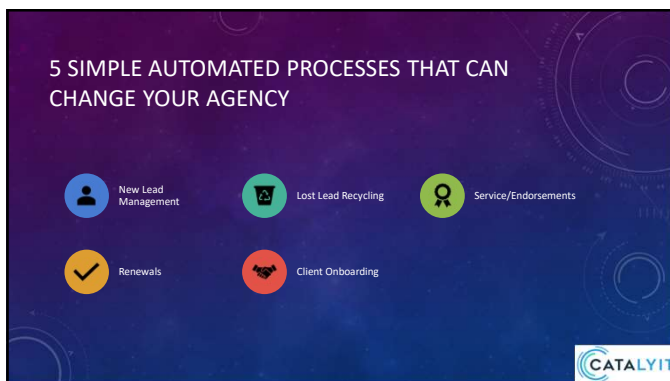 5 SIMPLE AUTOMATED PROCESSES THAT CAN
CHANGE YOUR AGENCY
New Lead
Management
Lost Lead Recycling
Service/Endorsements
Renewals
Client Onboarding
CATALYIT